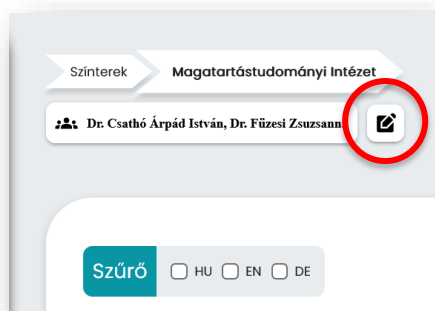 Színterek Magatartástudományi Intézet
Dr. Csathó Árpád István, Dr. Füzesi Zsuzsann
Szűrő HU EN DE